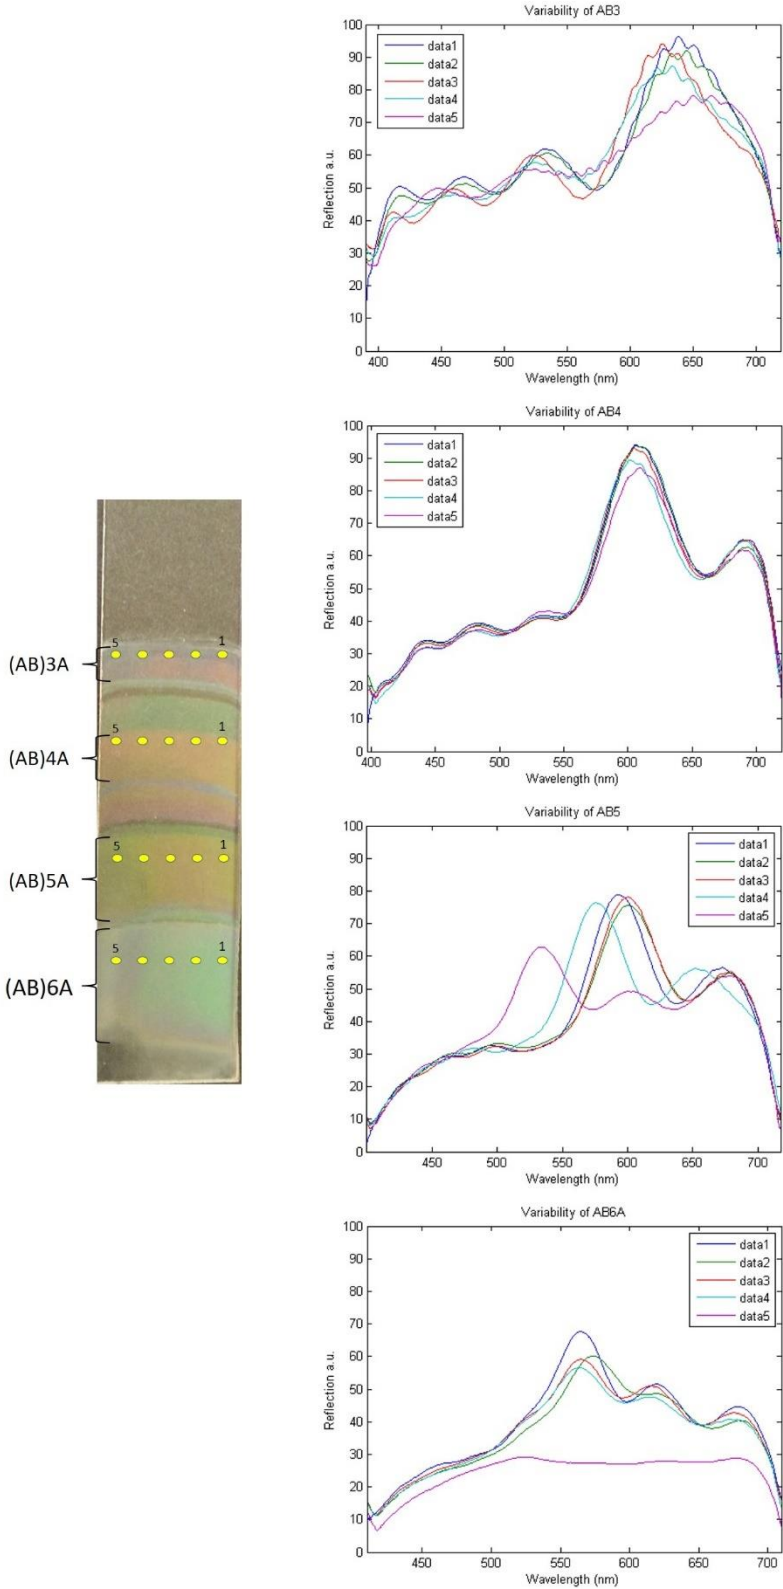 (AB)3A
5 1
(AB)4A
5 1
(AB)5A
5 1
(AB)6A
5 1
Variability of AB3
Reflection a.u.
100
90
80
70
60
50
40
30
20
10
0
data1
data2
data3
data4
data5
400 450 500 550 600 650 700
Wavelength (nm)
Variability of AB4
Reflection a.u.
100
90
80
70
60
50
40
30
20
10
0
data1
data2
data3
data4
data5
400 450 500 550 600 650 700
Wavelength (nm)
Variability of AB5
Reflection a.u.
100
90
80
70
60
50
40
30
20
10
0
data1
data2
data3
data4
data5
450 500 550 600 650 700
Wavelength (nm)
Variability of AB6A
Reflection a.u.
100
90
80
70
60
50
40
30
20
10
0
data1
data2
data3
data4
data5
450 500 550 600 650 700
Wavelength (nm)